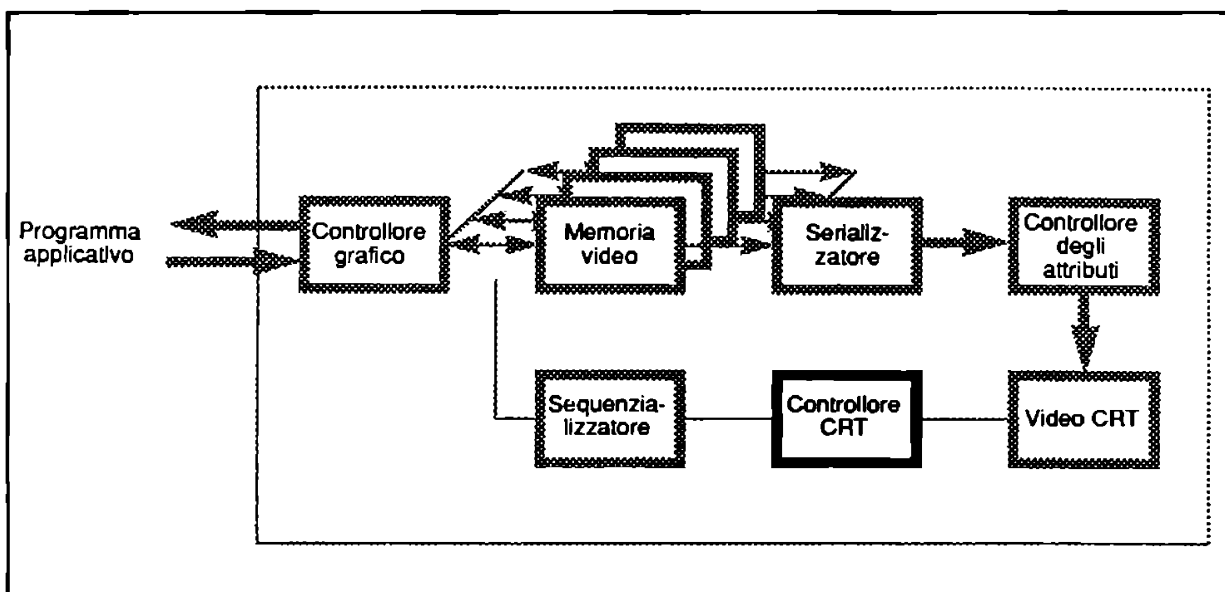 Programma
applicativo
Controllore
grafico
Memoria
video
Serializ-
zatore
Controllore
degli
attributi
Sequenzia-
lizzatore
Controllore
CRT
Video CRT